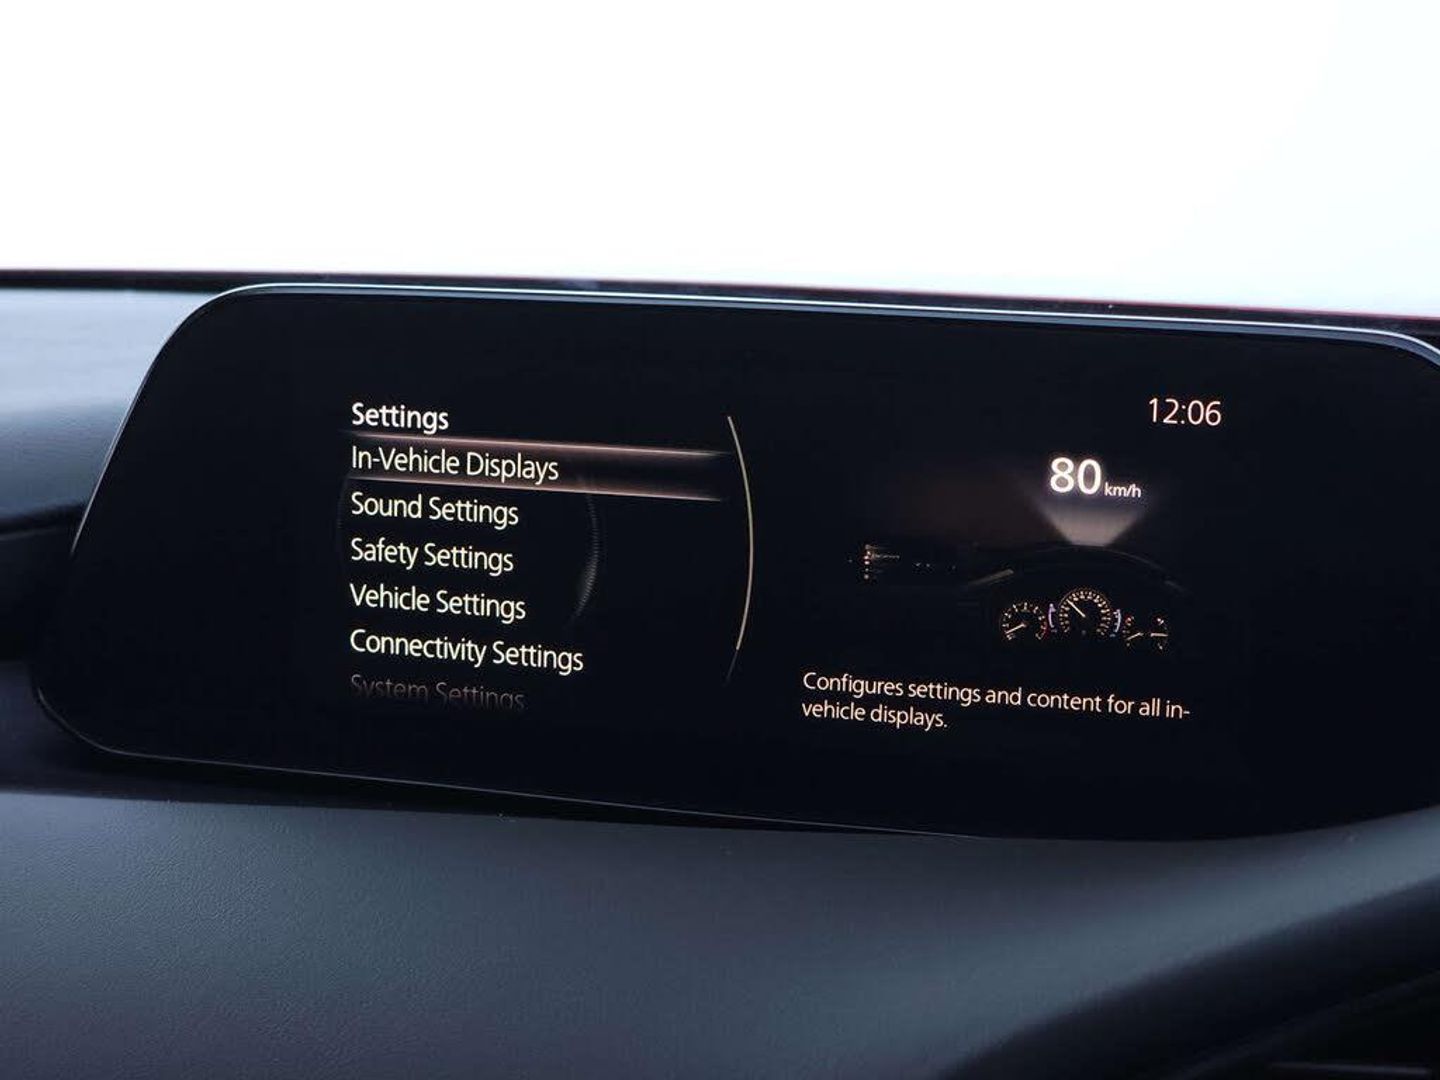 Settings
12:06
In-Vehicle Displays
Sound Settings
Safety Settings
Vehicle Settings
Connectivity Settings
System Settings
80 km/h
Configures settings and content for all in-
vehicle displays.